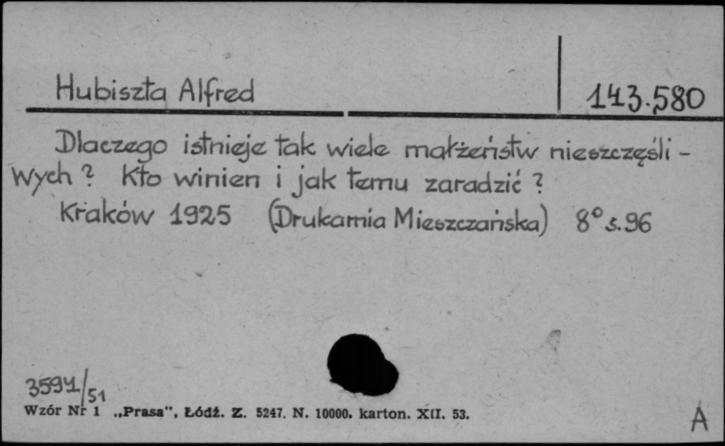 Hubiszta Alfred 143.580
Dlaczego istnieje tak wiele małżeństw nieszczęśli-
wych? Kto winien i jak temu zaradzić?
Kraków 1925 (Drukarnia Mieszczańska) 8° s. 96
3591/51
Wzór Nr 1 „Prasa", Łódź. Z. 5247. N. 10000. karton. XII. 53.
A